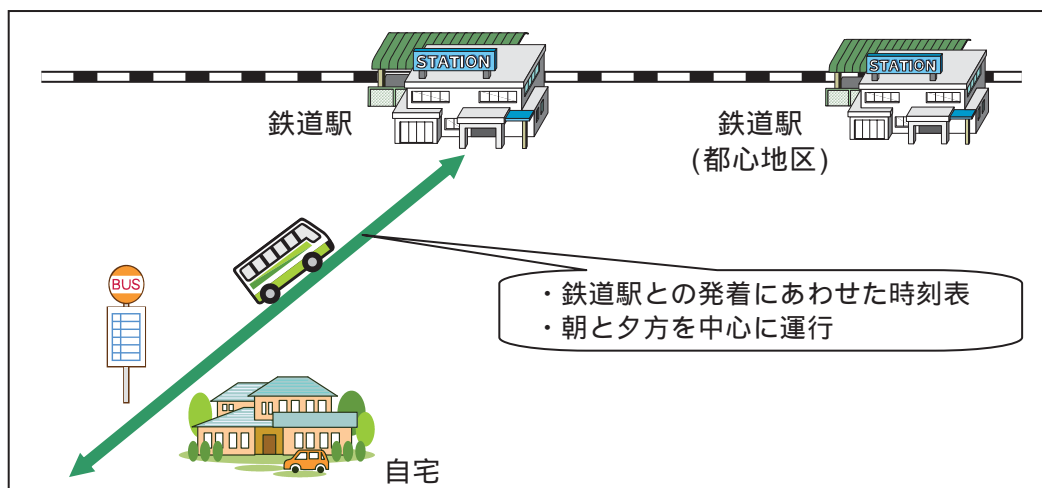 STATION
STATION
鉄道駅
鉄道駅
(都心地区)
BUS
・鉄道駅との発着にあわせた時刻表
・朝と夕方を中心に運行
自宅